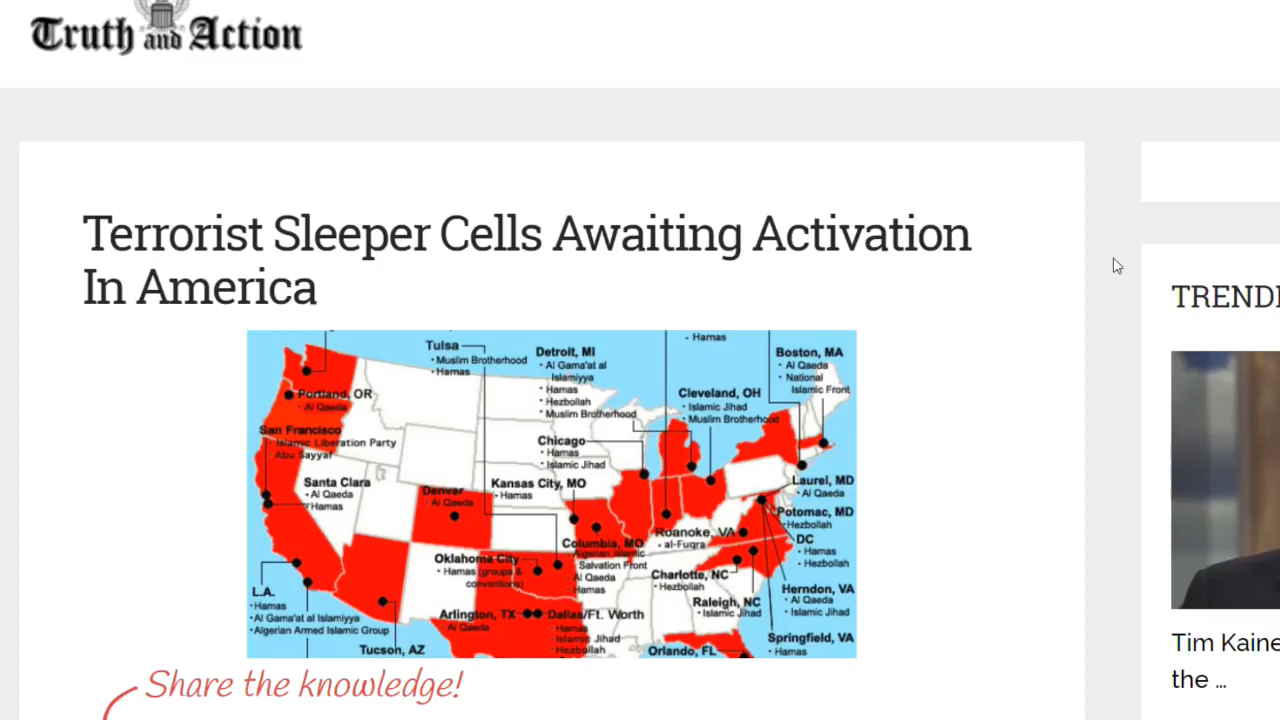 Truth and Action
Terrorist Sleeper Cells Awaiting Activation
In America
Tulsa
· Muslim Brotherhood
· Hamas
Detroit, MI
· Al Gama'at al
Islamiyya
· Hamas
· Hezbollah
· Muslim Brotherhood
· Hamas
Boston, MA
· Al Qaeda
· National
Islamic Front
Cleveland, OH
· Islamic Jihad
· Muslim Brotherhood
Portland, OR
· Al Qaeda
San Francisco
· Islamic Liberation Party
· Abu Sayyaf
Santa Clara
· Al Qaeda
· Hamas
Denver
· Al Qaeda
Kansas City, MO
· Hamas
Chicago
· Hamas
· Islamic Jihad
Laurel, MD
· Al Qaeda
Potomac, MD
· Hezbollah
DC
· Hamas
· Hezbollah
Roanoke, VA
· al-Fuqra
Columbia, MO
· Algerian Islamic
Salvation Front
· Al Qaeda
· Hamas
Oklahoma City
· Hamas (groups &
conventions)
Charlotte, NC
· Hezbollah
Raleigh, NC
· Islamic Jihad
Herndon, VA
· Al Qaeda
· Islamic Jihad
L.A.
· Hamas
· Al Gama'at al Islamiyya
· Algerian Armed Islamic Group
Arlington, TX
· Al Qaeda
Dallas/Ft. Worth
· Hamas
· Islamic Jihad
· Hezbollah
Springfield, VA
· Hamas
Tucson, AZ
Orlando, FL
Share the knowledge!
TRENDI
Tim Kaine
the ...